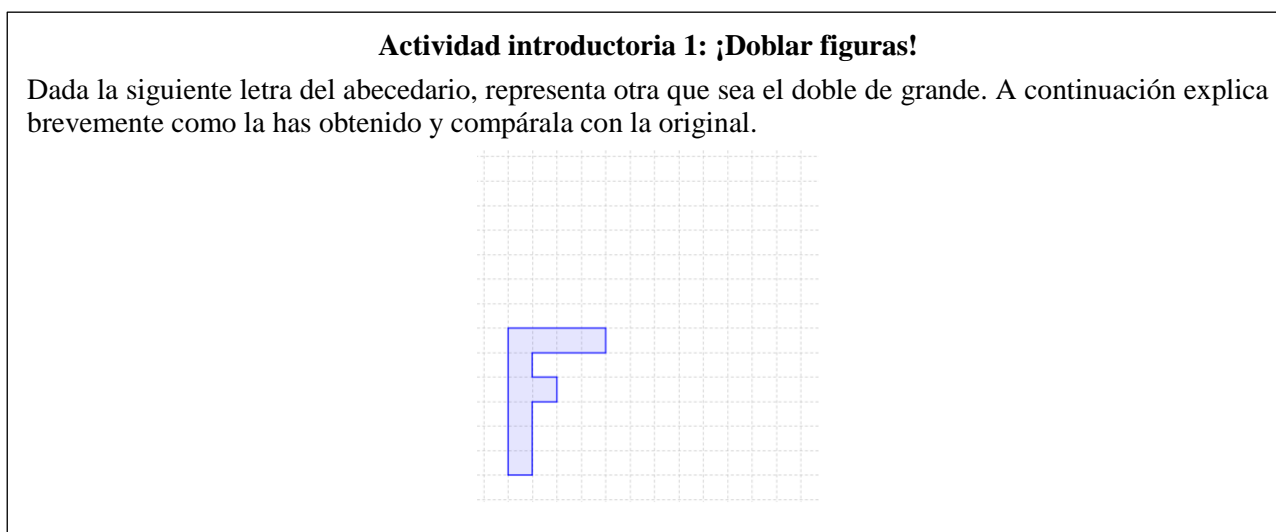 Actividad introductoria 1: ¡Doblar figuras!
Dada la siguiente letra del abecedario, representa otra que sea el doble de grande. A continuación explica
brevemente como la has obtenido y compárala con la original.